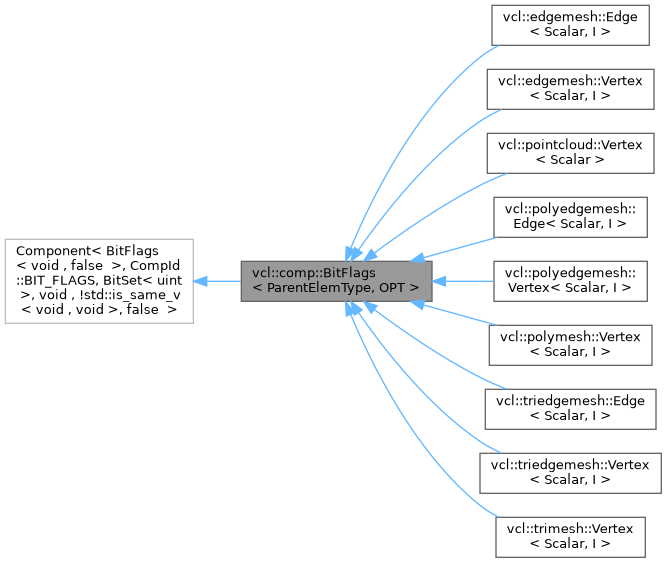 vcl::edgemesh::Edge
< Scalar, I >
vcl::edgemesh::Vertex
< Scalar, I >
vcl::pointcloud::Vertex
< Scalar >
vcl::polyedgemesh::
Edge< Scalar, I >
Component< BitFlags
< void , false  >, CompId
::BIT_FLAGS, BitSet< uint
 >, void , !std::is_same_v
 < void , void >, false  >
vcl::comp::BitFlags
< ParentElemType, OPT >
vcl::polyedgemesh::
Vertex< Scalar, I >
vcl::polymesh::Vertex
< Scalar, I >
vcl::triedgemesh::Edge
< Scalar, I >
vcl::triedgemesh::Vertex
< Scalar, I >
vcl::trimesh::Vertex
< Scalar, I >